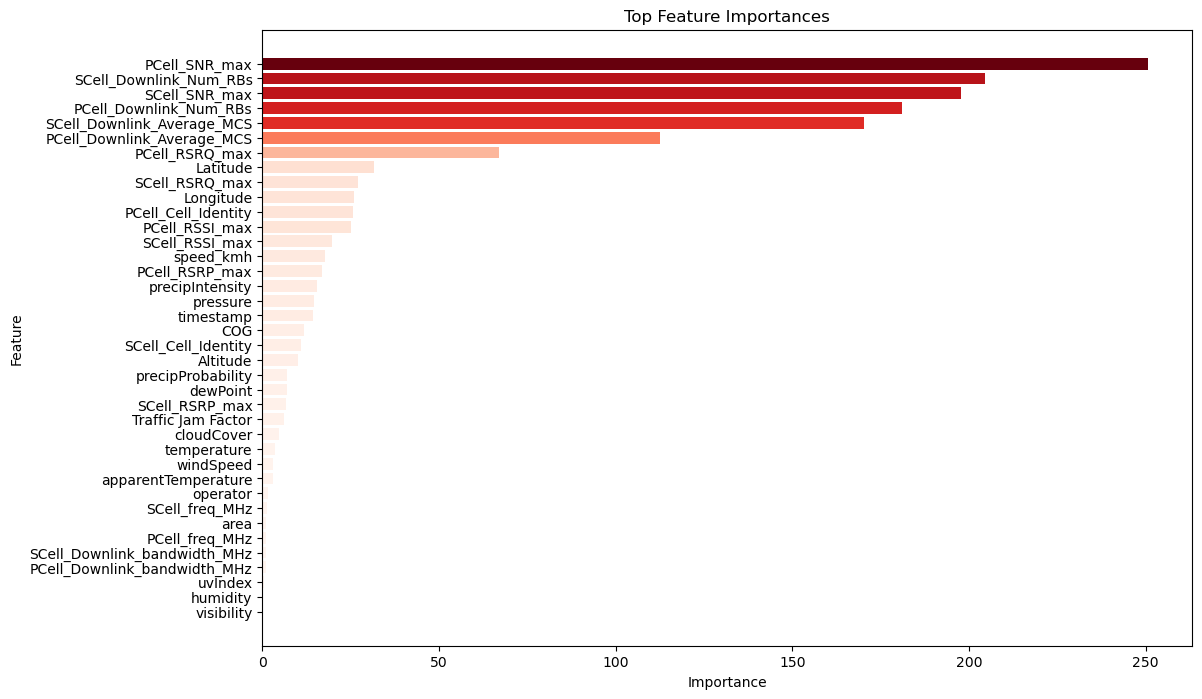 Top Feature Importances
Feature
PCell_SNR_max
SCell_Downlink_Num_RBs
SCell_SNR_max
PCell_Downlink_Num_RBs
SCell_Downlink_Average_MCS
PCell_Downlink_Average_MCS
PCell_RSRQ_max
Latitude
SCell_RSRQ_max
Longitude
PCell_Cell_Identity
PCell_RSSI_max
SCell_RSSI_max
speed_kmh
PCell_RSRP_max
precipIntensity
pressure
timestamp
COG
SCell_Cell_Identity
Altitude
precipProbability
dewPoint
SCell_RSRP_max
Traffic Jam Factor
cloudCover
temperature
windSpeed
apparentTemperature
operator
SCell_freq_MHz
area
PCell_freq_MHz
SCell_Downlink_bandwidth_MHz
PCell_Downlink_bandwidth_MHz
uvIndex
humidity
visibility
0 50 100 150 200 250
Importance